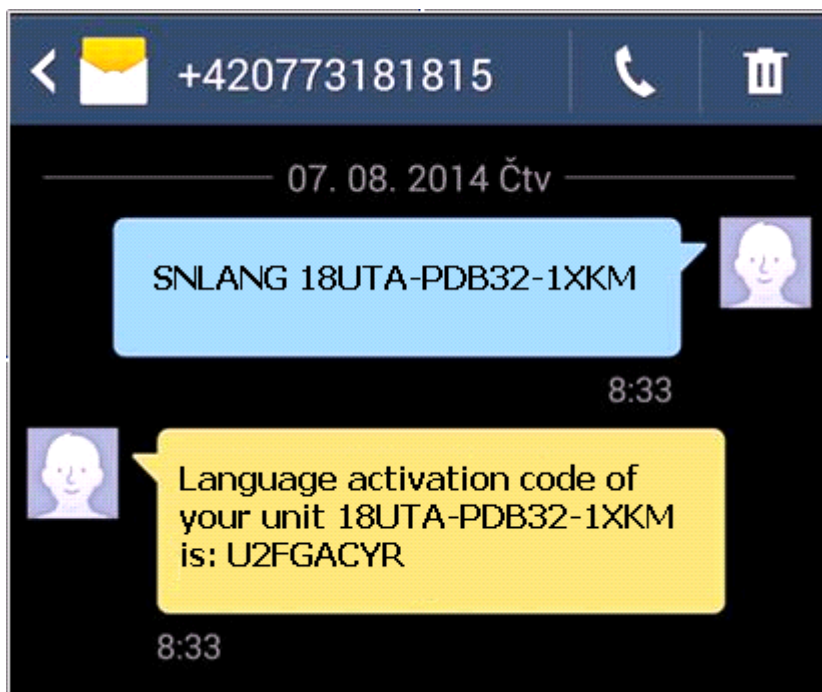 +420773181815
07. 08. 2014 Čtv
SNLANG 18UTA-PDB32-1XKM
8:33
Language activation code of
your unit 18UTA-PDB32-1XKM
is: U2FGACYR
8:33